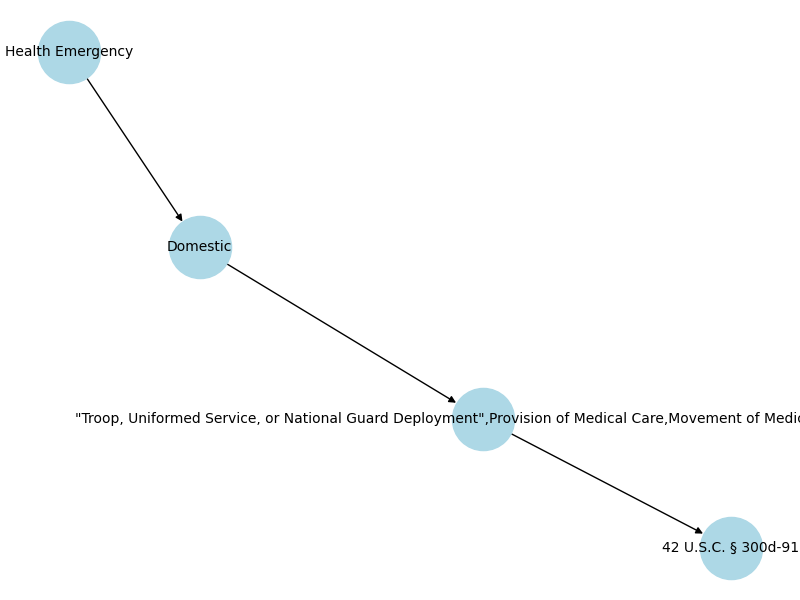 Health Emergency
Domestic
"Troop, Uniformed Service, or National Guard Deployment",Provision of Medical Care,Movement of
42 U.S.C. § 300d-91